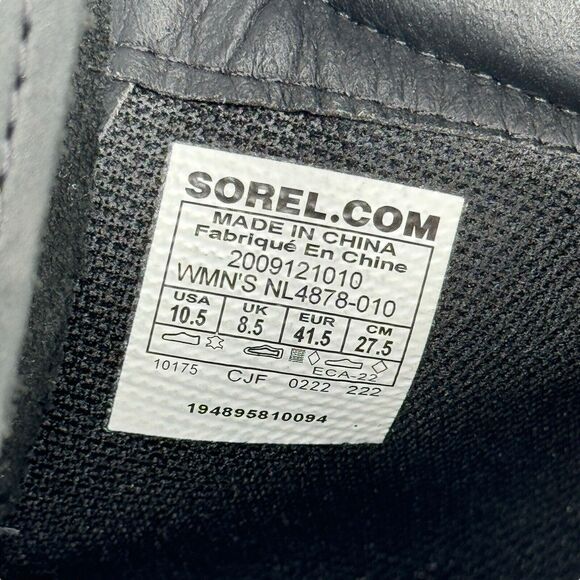 SOREL.COM
MADE IN CHINA
Fabriqué En Chine
2009121010
WMN'S NL4878-010
USA UK EUR CM
10.5 8.5 41.5 27.5
ECA-22
10175 CJF 0222 222
194895810094